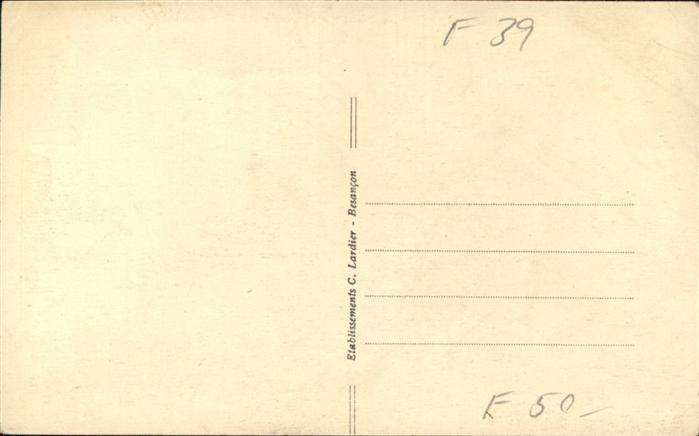 F 39
Etablissements C. Lardier - Besançon
F 50-